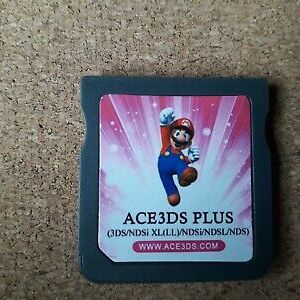 ACE3DS PLUS
(3DS/NDSi XL(LL)/NDSi/NDSL/NDS)
WWW.ACE3DS.COM